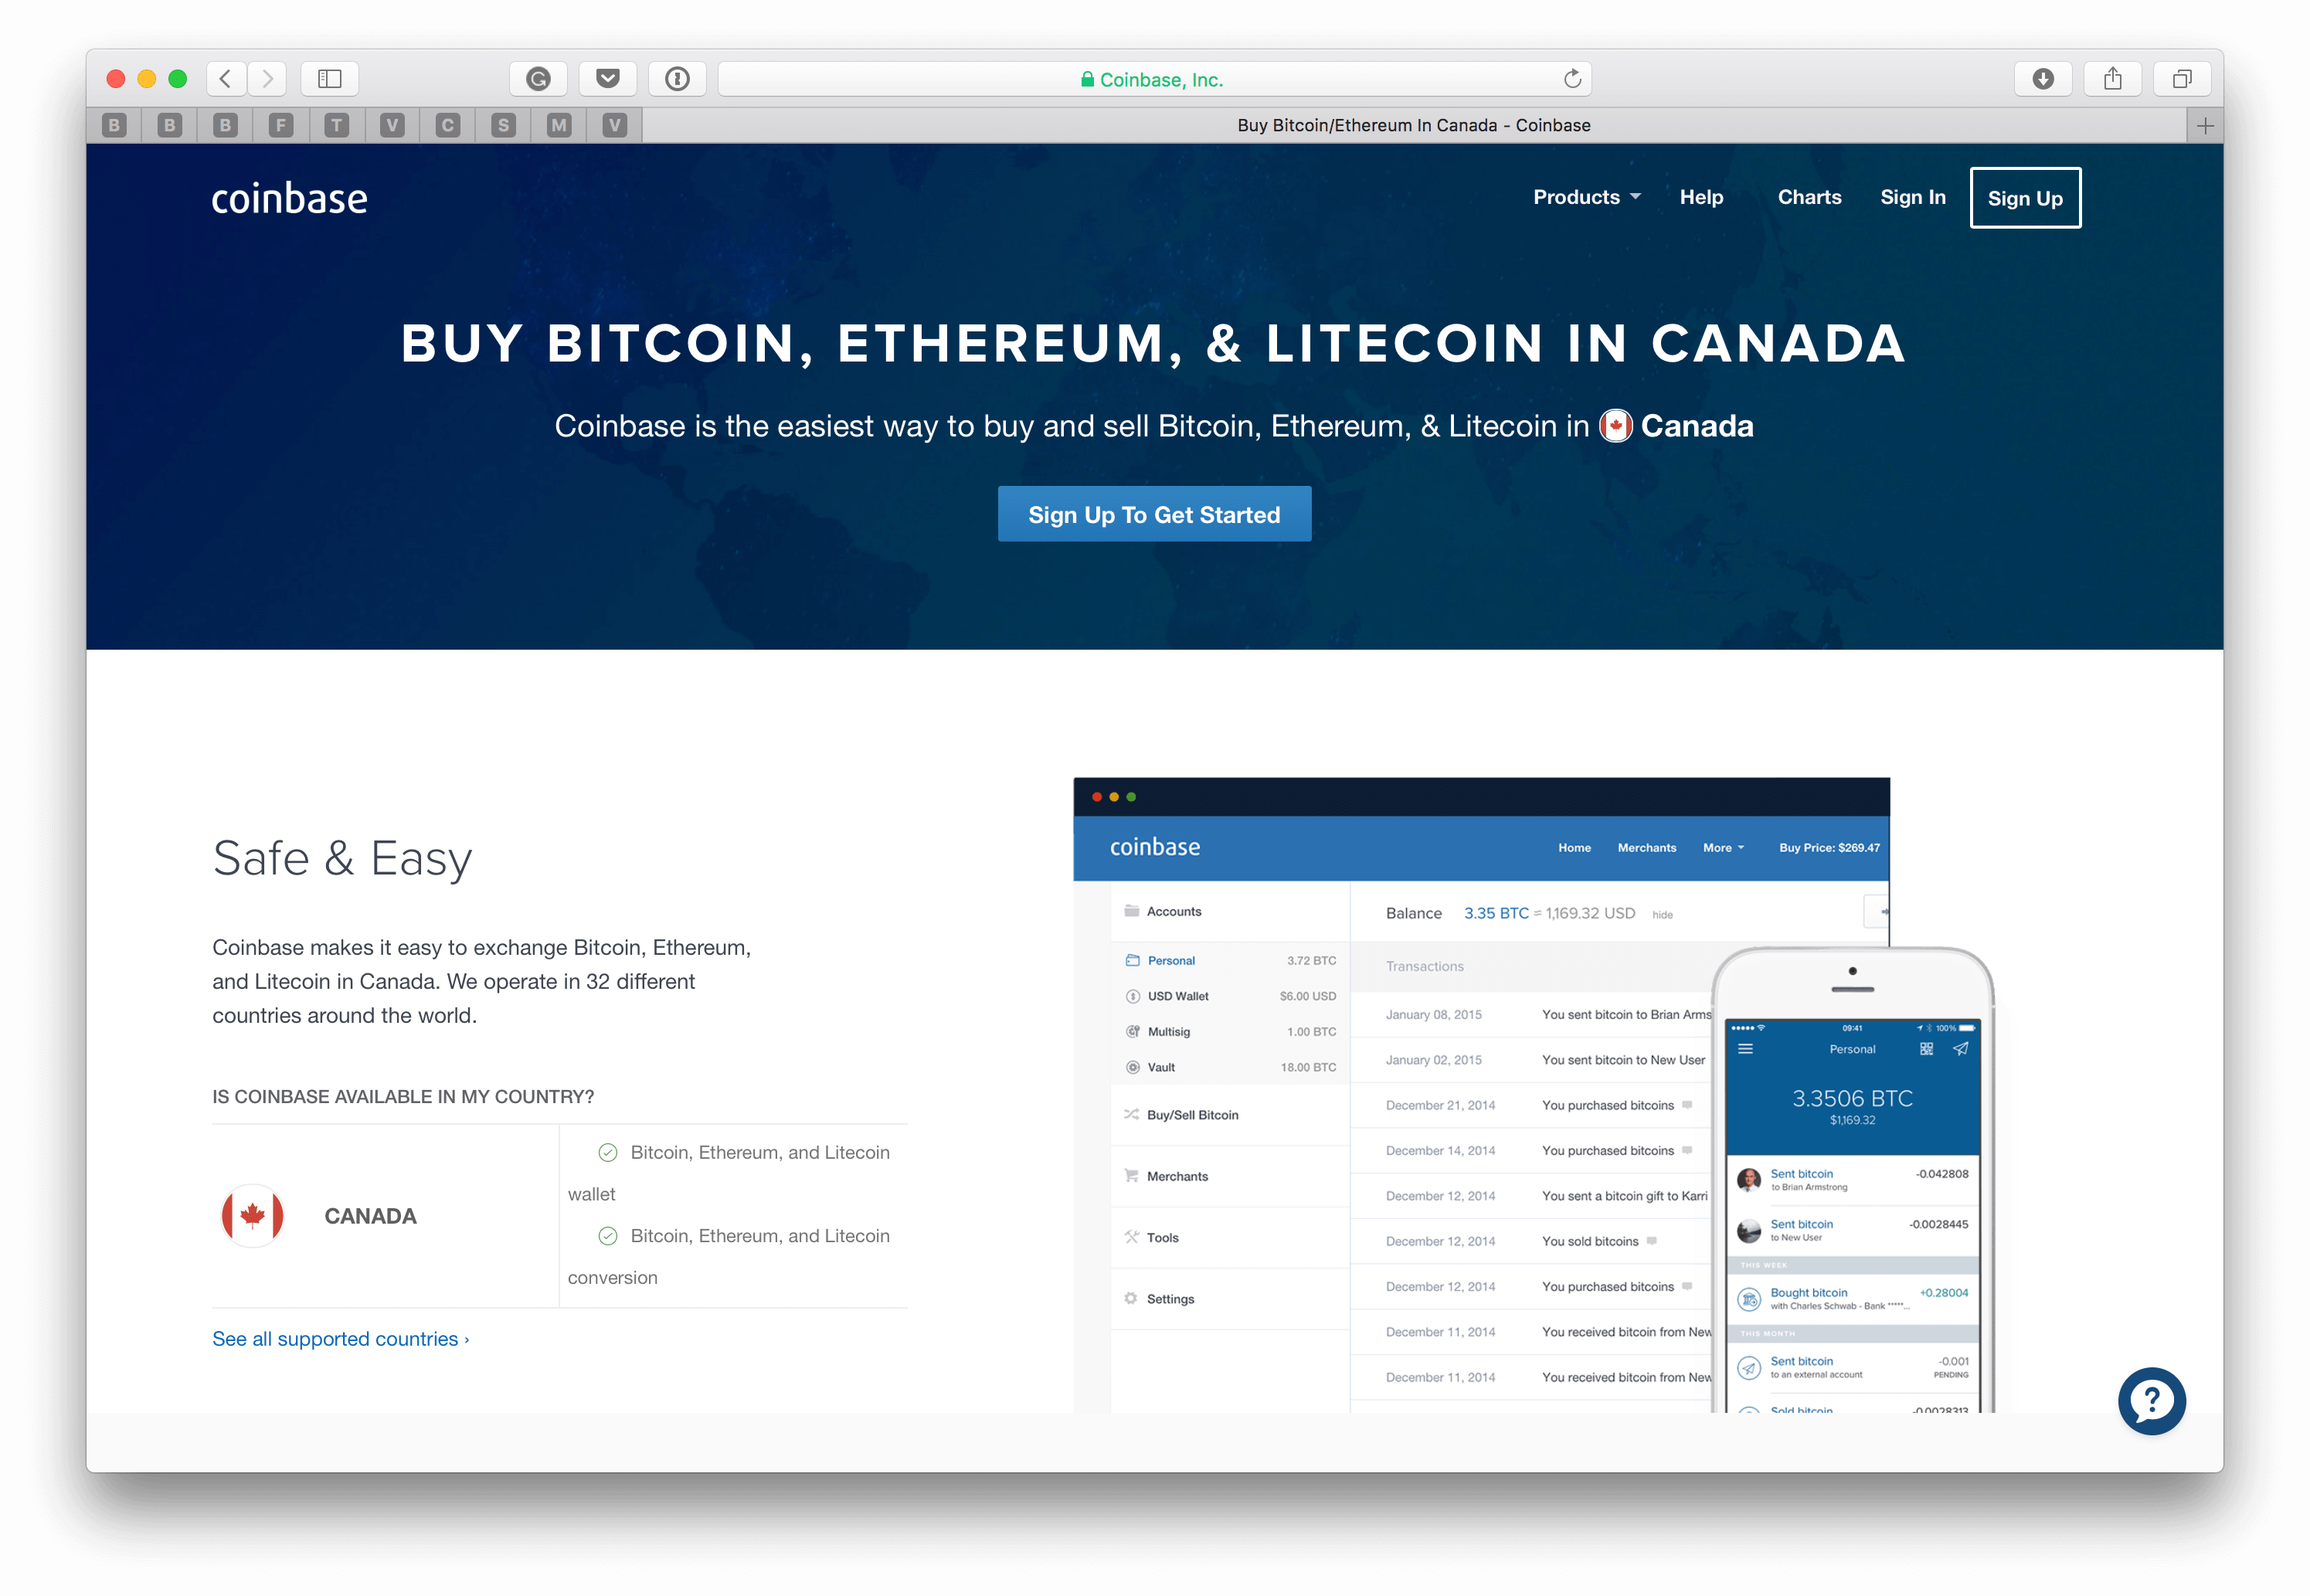 Coinbase, Inc.
B B B F T V C S M V
Buy Bitcoin/Ethereum In Canada - Coinbase
coinbase
Products Help Charts Sign In Sign Up
BUY BITCOIN, ETHEREUM, & LITECOIN IN CANADA
Coinbase is the easiest way to buy and sell Bitcoin, Ethereum, & Litecoin in Canada
Sign Up To Get Started
Safe & Easy
Coinbase makes it easy to exchange Bitcoin, Ethereum,
and Litecoin in Canada. We operate in 32 different
countries around the world.
IS COINBASE AVAILABLE IN MY COUNTRY?
CANADA
Bitcoin, Ethereum, and Litecoin
wallet
Bitcoin, Ethereum, and Litecoin
conversion
See all supported countries ›
coinbase
Home Merchants More Buy Price: $269.47
Accounts
Personal 3.72 BTC
USD Wallet $6.00 USD
Multisig 1.00 BTC
Vault 18.00 BTC
Buy/Sell Bitcoin
Merchants
Tools
Settings
Balance 3.35 BTC = 1,169.32 USD hide
Transactions
January 08, 2015 You sent bitcoin to Brian Arms
January 02, 2015 You sent bitcoin to New User
December 21, 2014 You purchased bitcoins
December 14, 2014 You purchased bitcoins
December 12, 2014 You sent a bitcoin gift to Karri
December 12, 2014 You sold bitcoins
December 12, 2014 You purchased bitcoins
December 11, 2014 You received bitcoin from New
December 11, 2014 You received bitcoin from New
09:41 100%
Personal
3.3506 BTC
$1,169.32
Sent bitcoin -0.042808
to Brian Armstrong
Sent bitcoin -0.0028445
to New User
THIS WEEK
Bought bitcoin +0.28004
with Charles Schwab - Bank *****...
THIS MONTH
Sent bitcoin -0.001
to an external account PENDING
Sold bitcoin -0.0028313